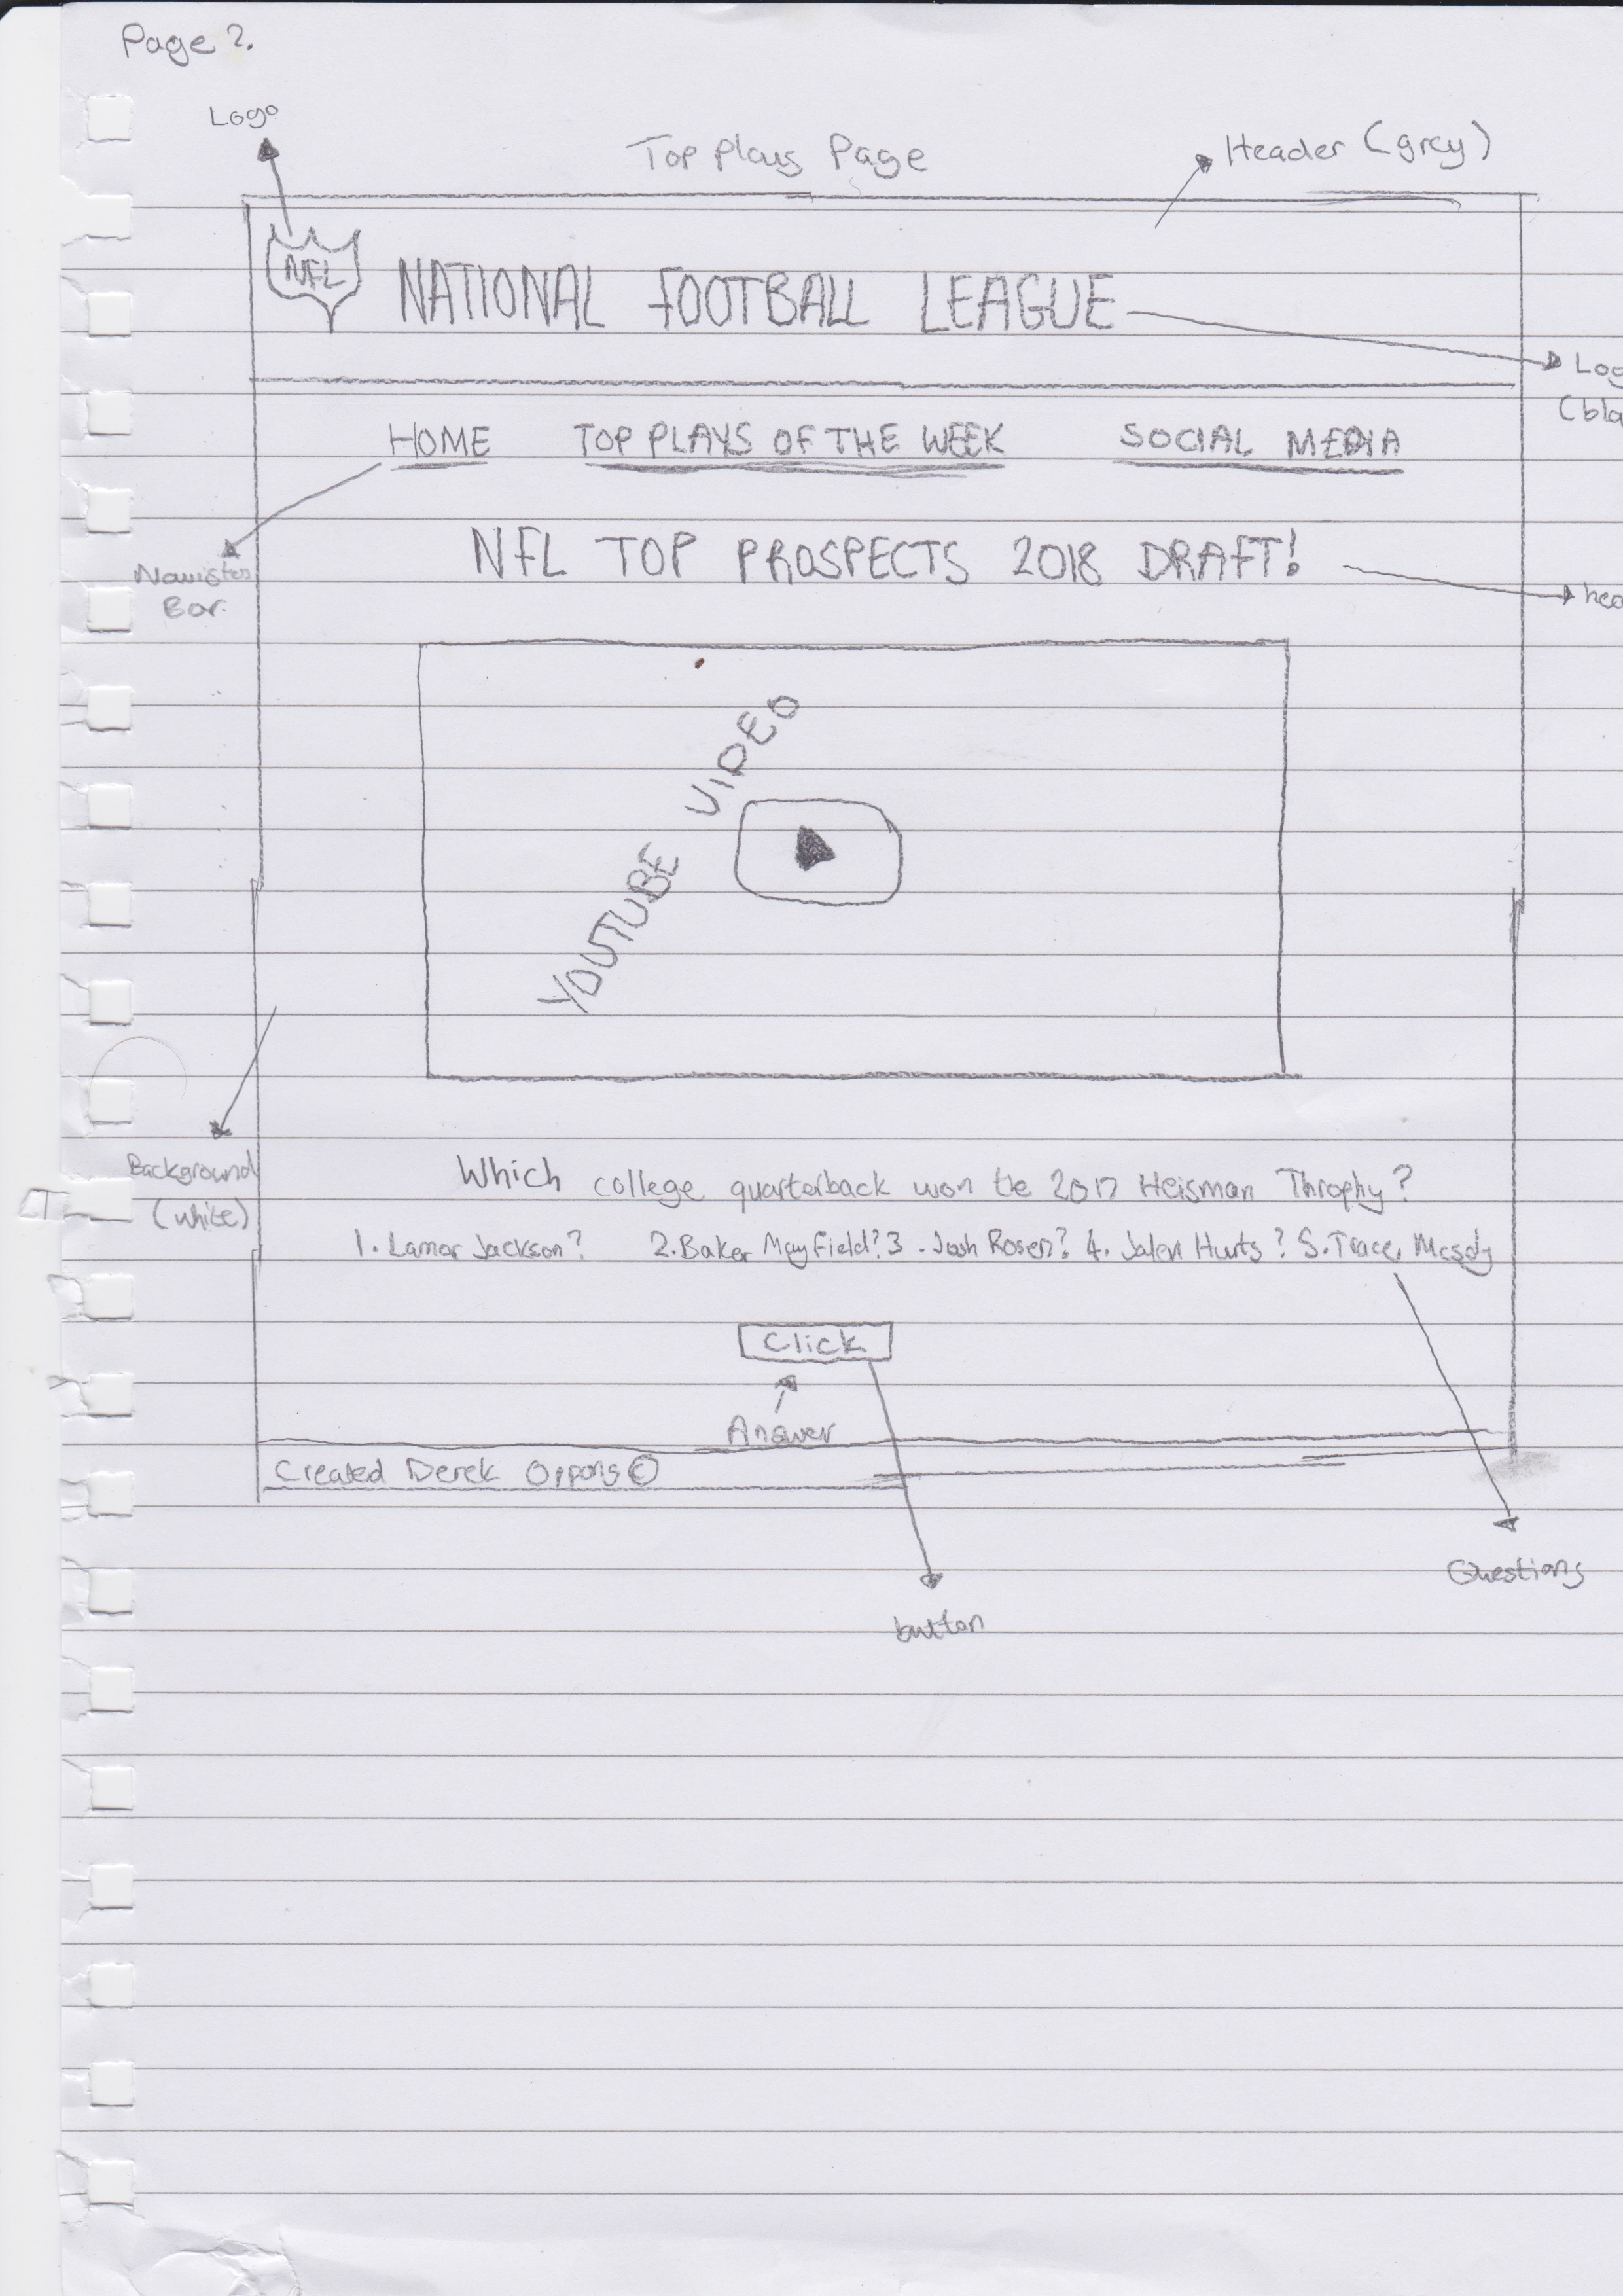 Page 2.
Logo
Top Plays Page
Header (grey)
NFL
NATIONAL FOOTBALL LEAGUE
Log
(bla
HOME TOP PLAYS OF THE WEEK SOCIAL MEDIA
NFL TOP PROSPECTS 2018 DRAFT!
Bar.
hea
YOUTUBE VIDEO
Background
(white)
Which college quarterback won the 2017 Heisman Throphy?
1. Lamar Jackson? 2. Baker Mayfield? 3. Josh Rosen? 4. Jalen Hurts? 5. Trace
Click
Answer
Created Derek Oppong ©
Questions
button